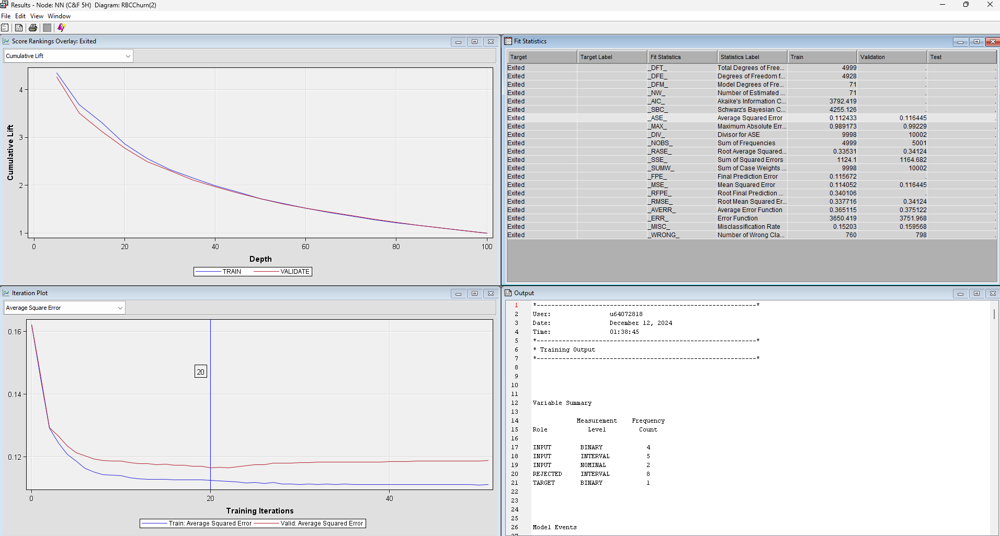 Results - Node: NN (C&F 5H)  Diagram: RBCChurn(2)
File Edit View Window
Score Rankings Overlay: Exited
Cumulative Lift
4
3
2
1
Cumulative Lift
0 20 40 60 80 100
Depth
TRAIN VALIDATE
Fit Statistics
Target Target Label Fit Statistics Statistics Label Train Validation Test
Exited _DFT_ Total Degrees of Free... 4999 . .
Exited _DFE_ Degrees of Freedom f... 4928 . .
Exited _DFM_ Model Degrees of Fre... 71 . .
Exited _NW_ Number of Estimated ... 71 . .
Exited _AIC_ Akaike's Information C... 3792.419 . .
Exited _SBC_ Schwarz's Bayesian C... 4255.126 . .
Exited _ASE_ Average Squared Error 0.112433 0.116445 .
Exited _MAX_ Maximum Absolute Err... 0.989173 0.99229 .
Exited _DIV_ Divisor for ASE 9998 10002 .
Exited _NOBS_ Sum of Frequencies 4999 5001 .
Exited _RASE_ Root Average Squared... 0.33531 0.34124 .
Exited _SSE_ Sum of Squared Errors 1124.1 1164.682 .
Exited _SUMW_ Sum of Case Weights ... 9998 10002 .
Exited _FPE_ Final Prediction Error 0.115672 . .
Exited _MSE_ Mean Squared Error 0.114052 0.116445 .
Exited _RFPE_ Root Final Prediction ... 0.340106 . .
Exited _RMSE_ Root Mean Squared Er... 0.337716 0.34124 .
Exited _AVERR_ Average Error Function 0.365115 0.375122 .
Exited _ERR_ Error Function 3650.419 3751.968 .
Exited _MISC_ Misclassification Rate 0.15203 0.159568 .
Exited _WRONG_ Number of Wrong Cla... 760 798 .
Iteration Plot
Average Square Error
0.16
0.14
0.12
20
0 20 40
Training Iterations
Train: Average Squared Error Valid: Average Squared Error
Output
1 *------------------------------------------------------------*
2 User: u64072818
3 Date: December 12, 2024
4 Time: 01:38:45
5 *------------------------------------------------------------*
6 * Training Output
7 *------------------------------------------------------------*
8
9
10
11
12 Variable Summary
13
14 Measurement Frequency
15 Role Level Count
16
17 INPUT BINARY 4
18 INPUT INTERVAL 5
19 INPUT NOMINAL 2
20 REJECTED INTERVAL 8
21 TARGET BINARY 1
22
23
24
25
26 Model Events